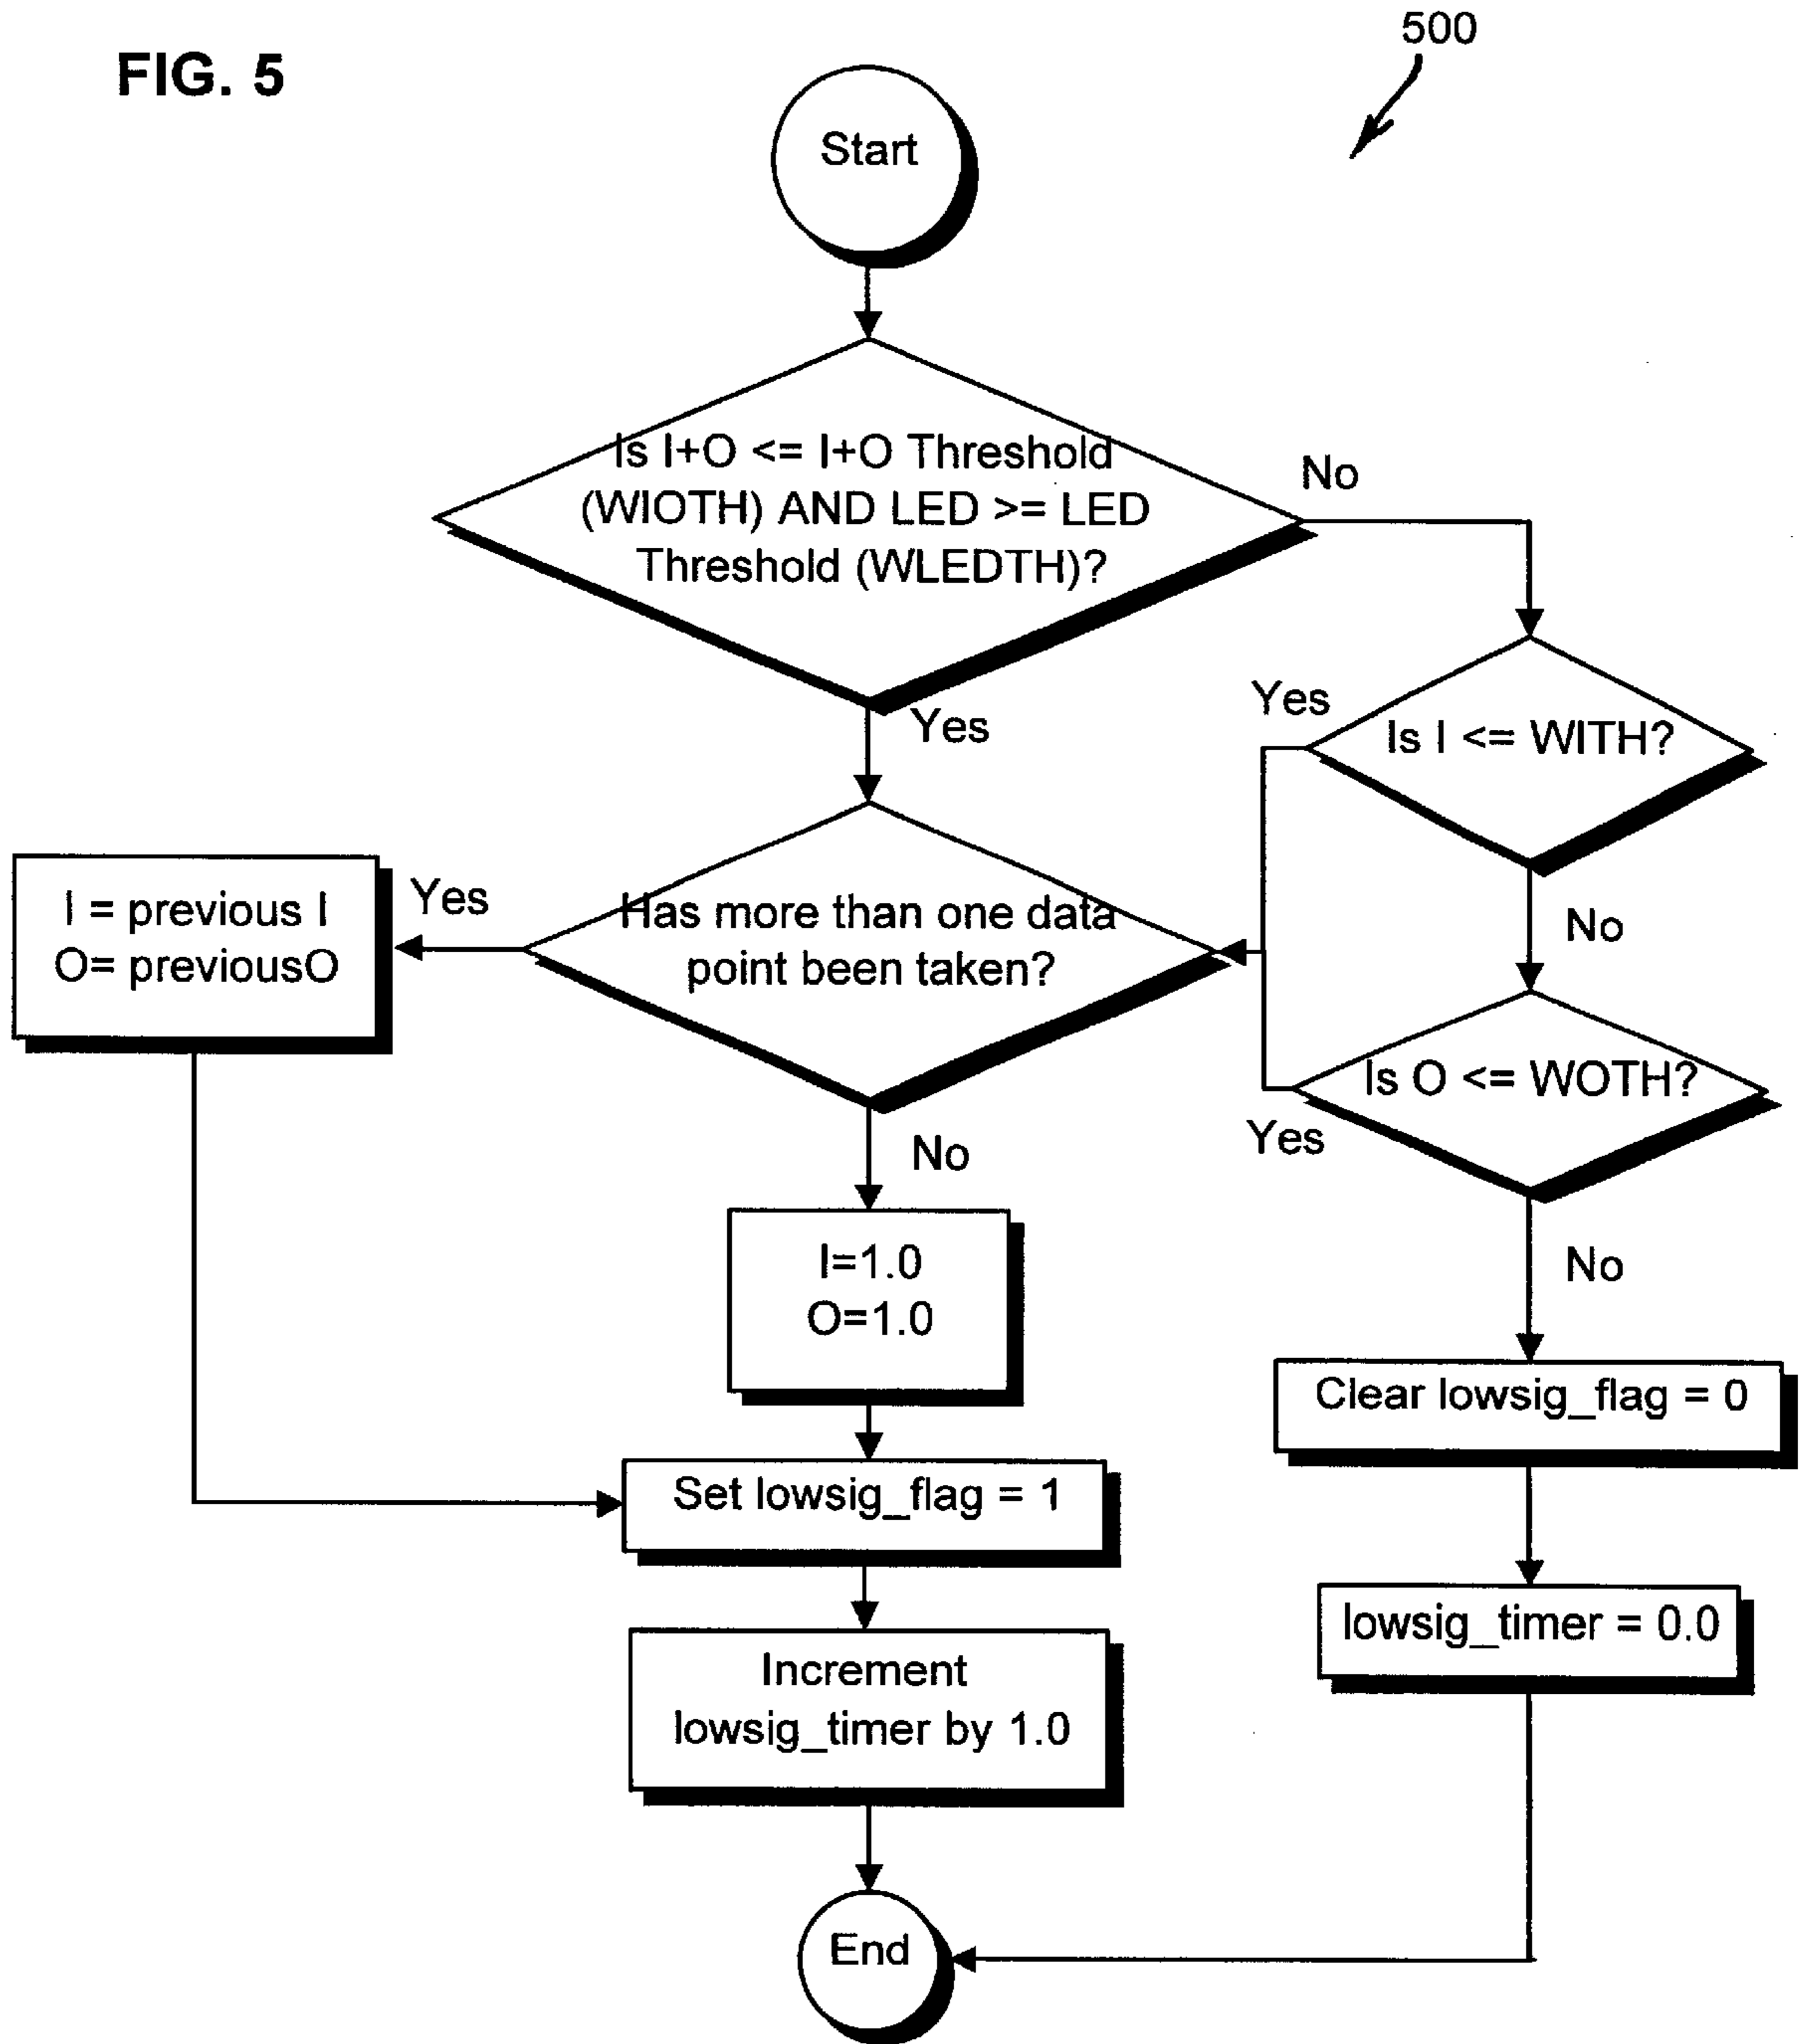 FIG. 5
500
Start
Is I+O <= I+O Threshold
(WIOTH) AND LED >= LED
Threshold (WLEDTH)?
No
Yes
Yes
Is I <= WITH?
I = previous I
O= previousO
Yes
Has more than one data
point been taken?
No
Is O <= WOTH?
Yes
No
I=1.0
O=1.0
No
Clear lowsig_flag = 0
Set lowsig_flag = 1
lowsig_timer = 0.0
Increment
lowsig_timer by 1.0
End